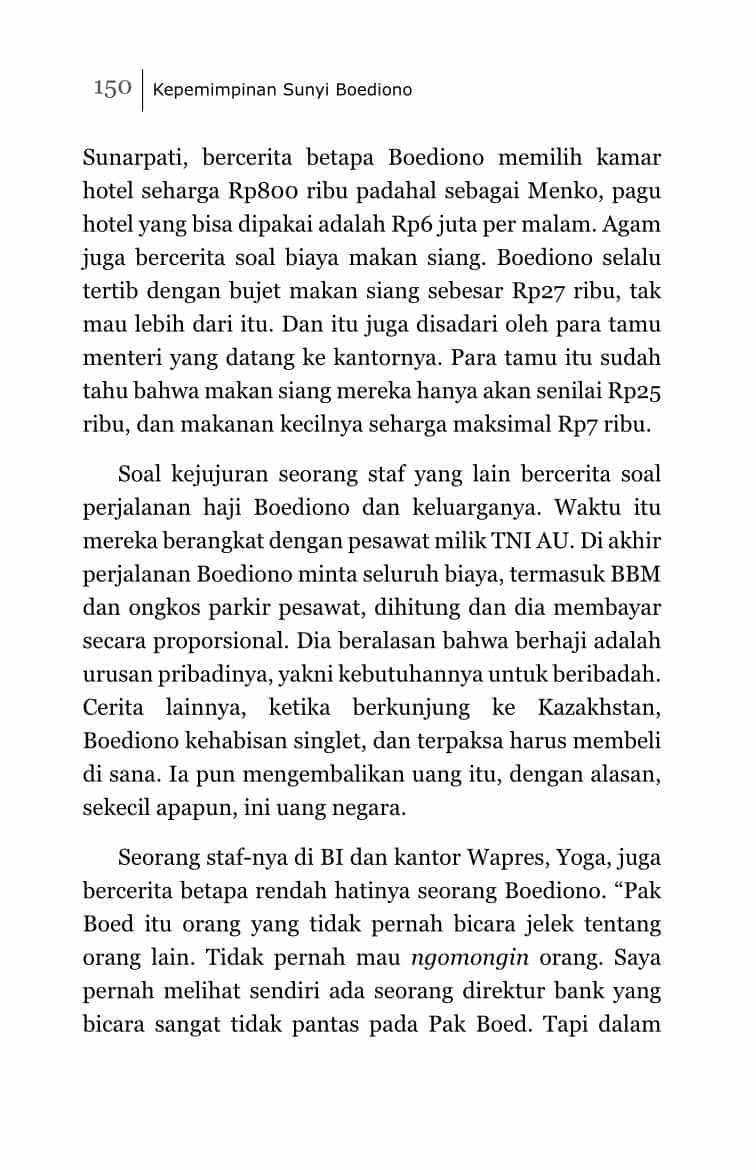 150 Kepemimpinan Sunyi Boediono
Sunarpati, bercerita betapa Boediono memilih kamar
hotel seharga Rp800 ribu padahal sebagai Menko, pagu
hotel yang bisa dipakai adalah Rp6 juta per malam. Agam
juga bercerita soal biaya makan siang. Boediono selalu
tertib dengan bujet makan siang sebesar Rp27 ribu, tak
mau lebih dari itu. Dan itu juga disadari oleh para tamu
menteri yang datang ke kantornya. Para tamu itu sudah
tahu bahwa makan siang mereka hanya akan senilai Rp25
ribu, dan makanan kecilnya seharga maksimal Rp7 ribu.
Soal kejujuran seorang staf yang lain bercerita soal
perjalanan haji Boediono dan keluarganya. Waktu itu
mereka berangkat dengan pesawat milik TNI AU. Di akhir
perjalanan Boediono minta seluruh biaya, termasuk BBM
dan ongkos parkir pesawat, dihitung dan dia membayar
secara proporsional. Dia beralasan bahwa berhaji adalah
urusan pribadinya, yakni kebutuhannya untuk beribadah.
Cerita lainnya, ketika berkunjung ke Kazakhstan,
Boediono kehabisan singlet, dan terpaksa harus membeli
di sana. Ia pun mengembalikan uang itu, dengan alasan,
sekecil apapun, ini uang negara.
Seorang staf-nya di BI dan kantor Wapres, Yoga, juga
bercerita betapa rendah hatinya seorang Boediono. “Pak
Boed itu orang yang tidak pernah bicara jelek tentang
orang lain. Tidak pernah mau ngomongin orang. Saya
pernah melihat sendiri ada seorang direktur bank yang
bicara sangat tidak pantas pada Pak Boed. Tapi dalam